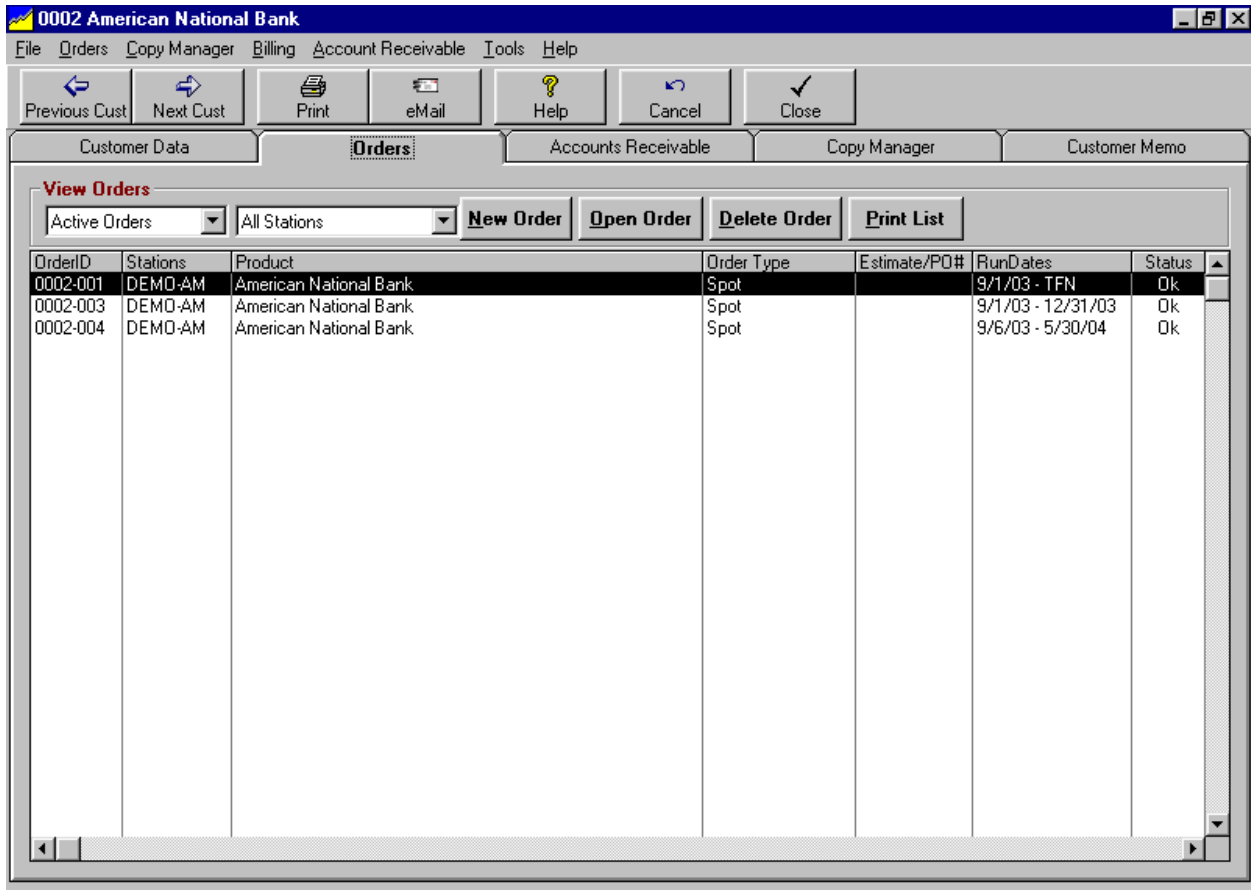 0002 American National Bank
File Orders Copy Manager Billing Account Receivable Tools Help
Previous Cust Next Cust Print eMail Help Cancel Close
Customer Data Orders Accounts Receivable Copy Manager Customer Memo
View Orders
Active Orders All Stations New Order Open Order Delete Order Print List
OrderID Stations Product Order Type Estimate/PO# RunDates Status
0002-001 DEMO-AM American National Bank Spot 9/1/03 - TFN Ok
0002-003 DEMO-AM American National Bank Spot 9/1/03 - 12/31/03 Ok
0002-004 DEMO-AM American National Bank Spot 9/6/03 - 5/30/04 Ok